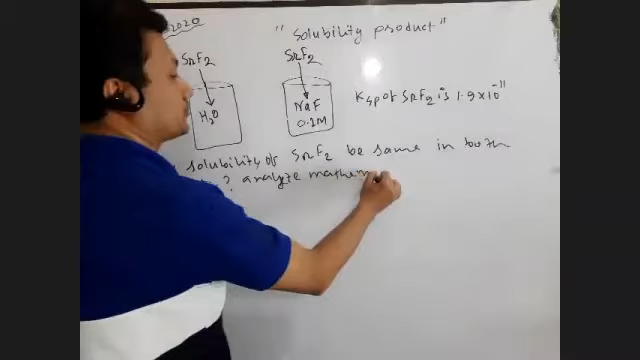 2020
"Solubility product"
SrF₂
SrF₂
H₂O
NaF
0.2M
Ksp of SrF₂ is 1.9×10⁻¹¹
solubility of SrF₂ be same in both
? analyze mathem